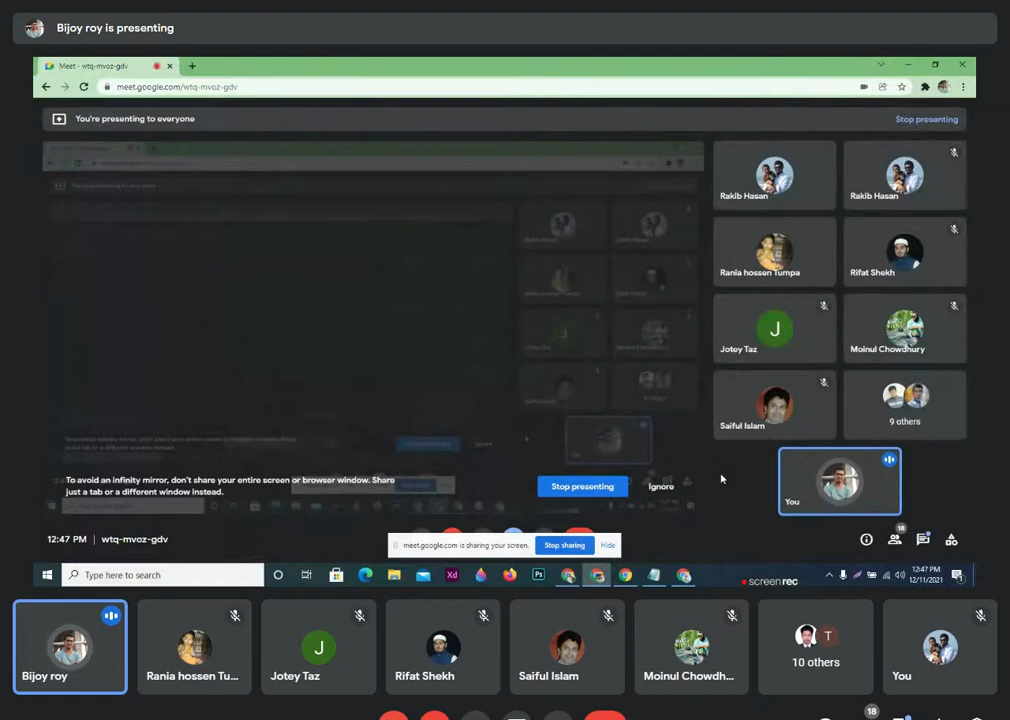 Bijoy roy is presenting
Meet - wtq-mvoz-gdv
meet.google.com/wtq-mvoz-gdv
You're presenting to everyone
Stop presenting
Rakib Hasan
Rakib Hasan
Rania hossen Tumpa
Rifat Shekh
J
Jotey Taz
Moinul Chowdhury
Saiful Islam
9 others
You
To avoid an infinity mirror, don't share your entire screen or browser window. Share
just a tab or a different window instead.
Stop presenting
Ignore
12:47 PM
wtq-mvoz-gdv
18
meet.google.com is sharing your screen.
Stop sharing
Hide
Type here to search
Xd
Ps
screenrec
12:47 PM
12/11/2021
1
Bijoy roy
Rania hossen Tu...
J
Jotey Taz
Rifat Shekh
Saiful Islam
Moinul Chowdh...
T
10 others
You
18